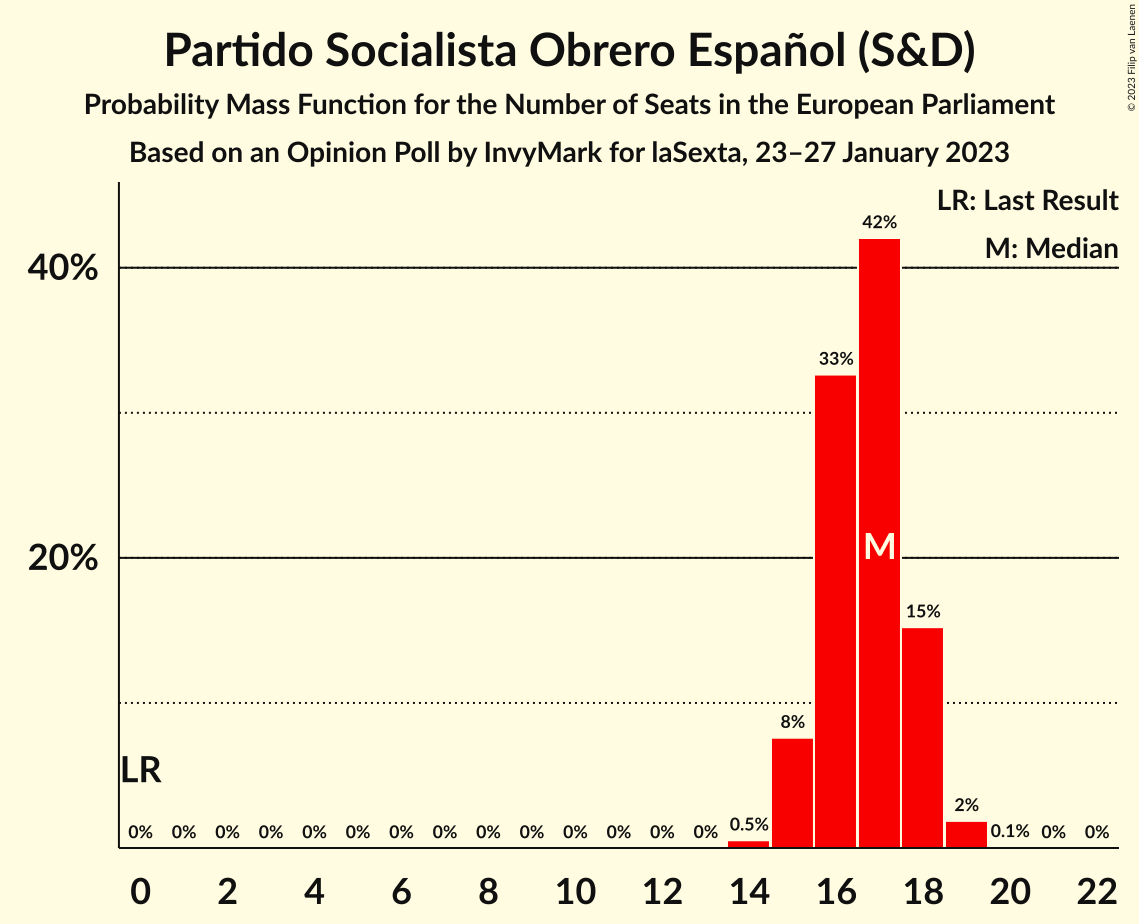 Partido Socialista Obrero Español (S&D)
Probability Mass Function for the Number of Seats in the European Parliament
Based on an Opinion Poll by InvyMark for laSexta, 23–27 January 2023
© 2023 Filip van Laenen
LR: Last Result
M: Median
42%
40%
33%
20%
M
15%
8%
LR
2%
0% 0% 0% 0% 0% 0% 0% 0% 0% 0% 0% 0% 0% 0% 0.5% 0.1% 0% 0%
0 2 4 6 8 10 12 14 16 18 20 22